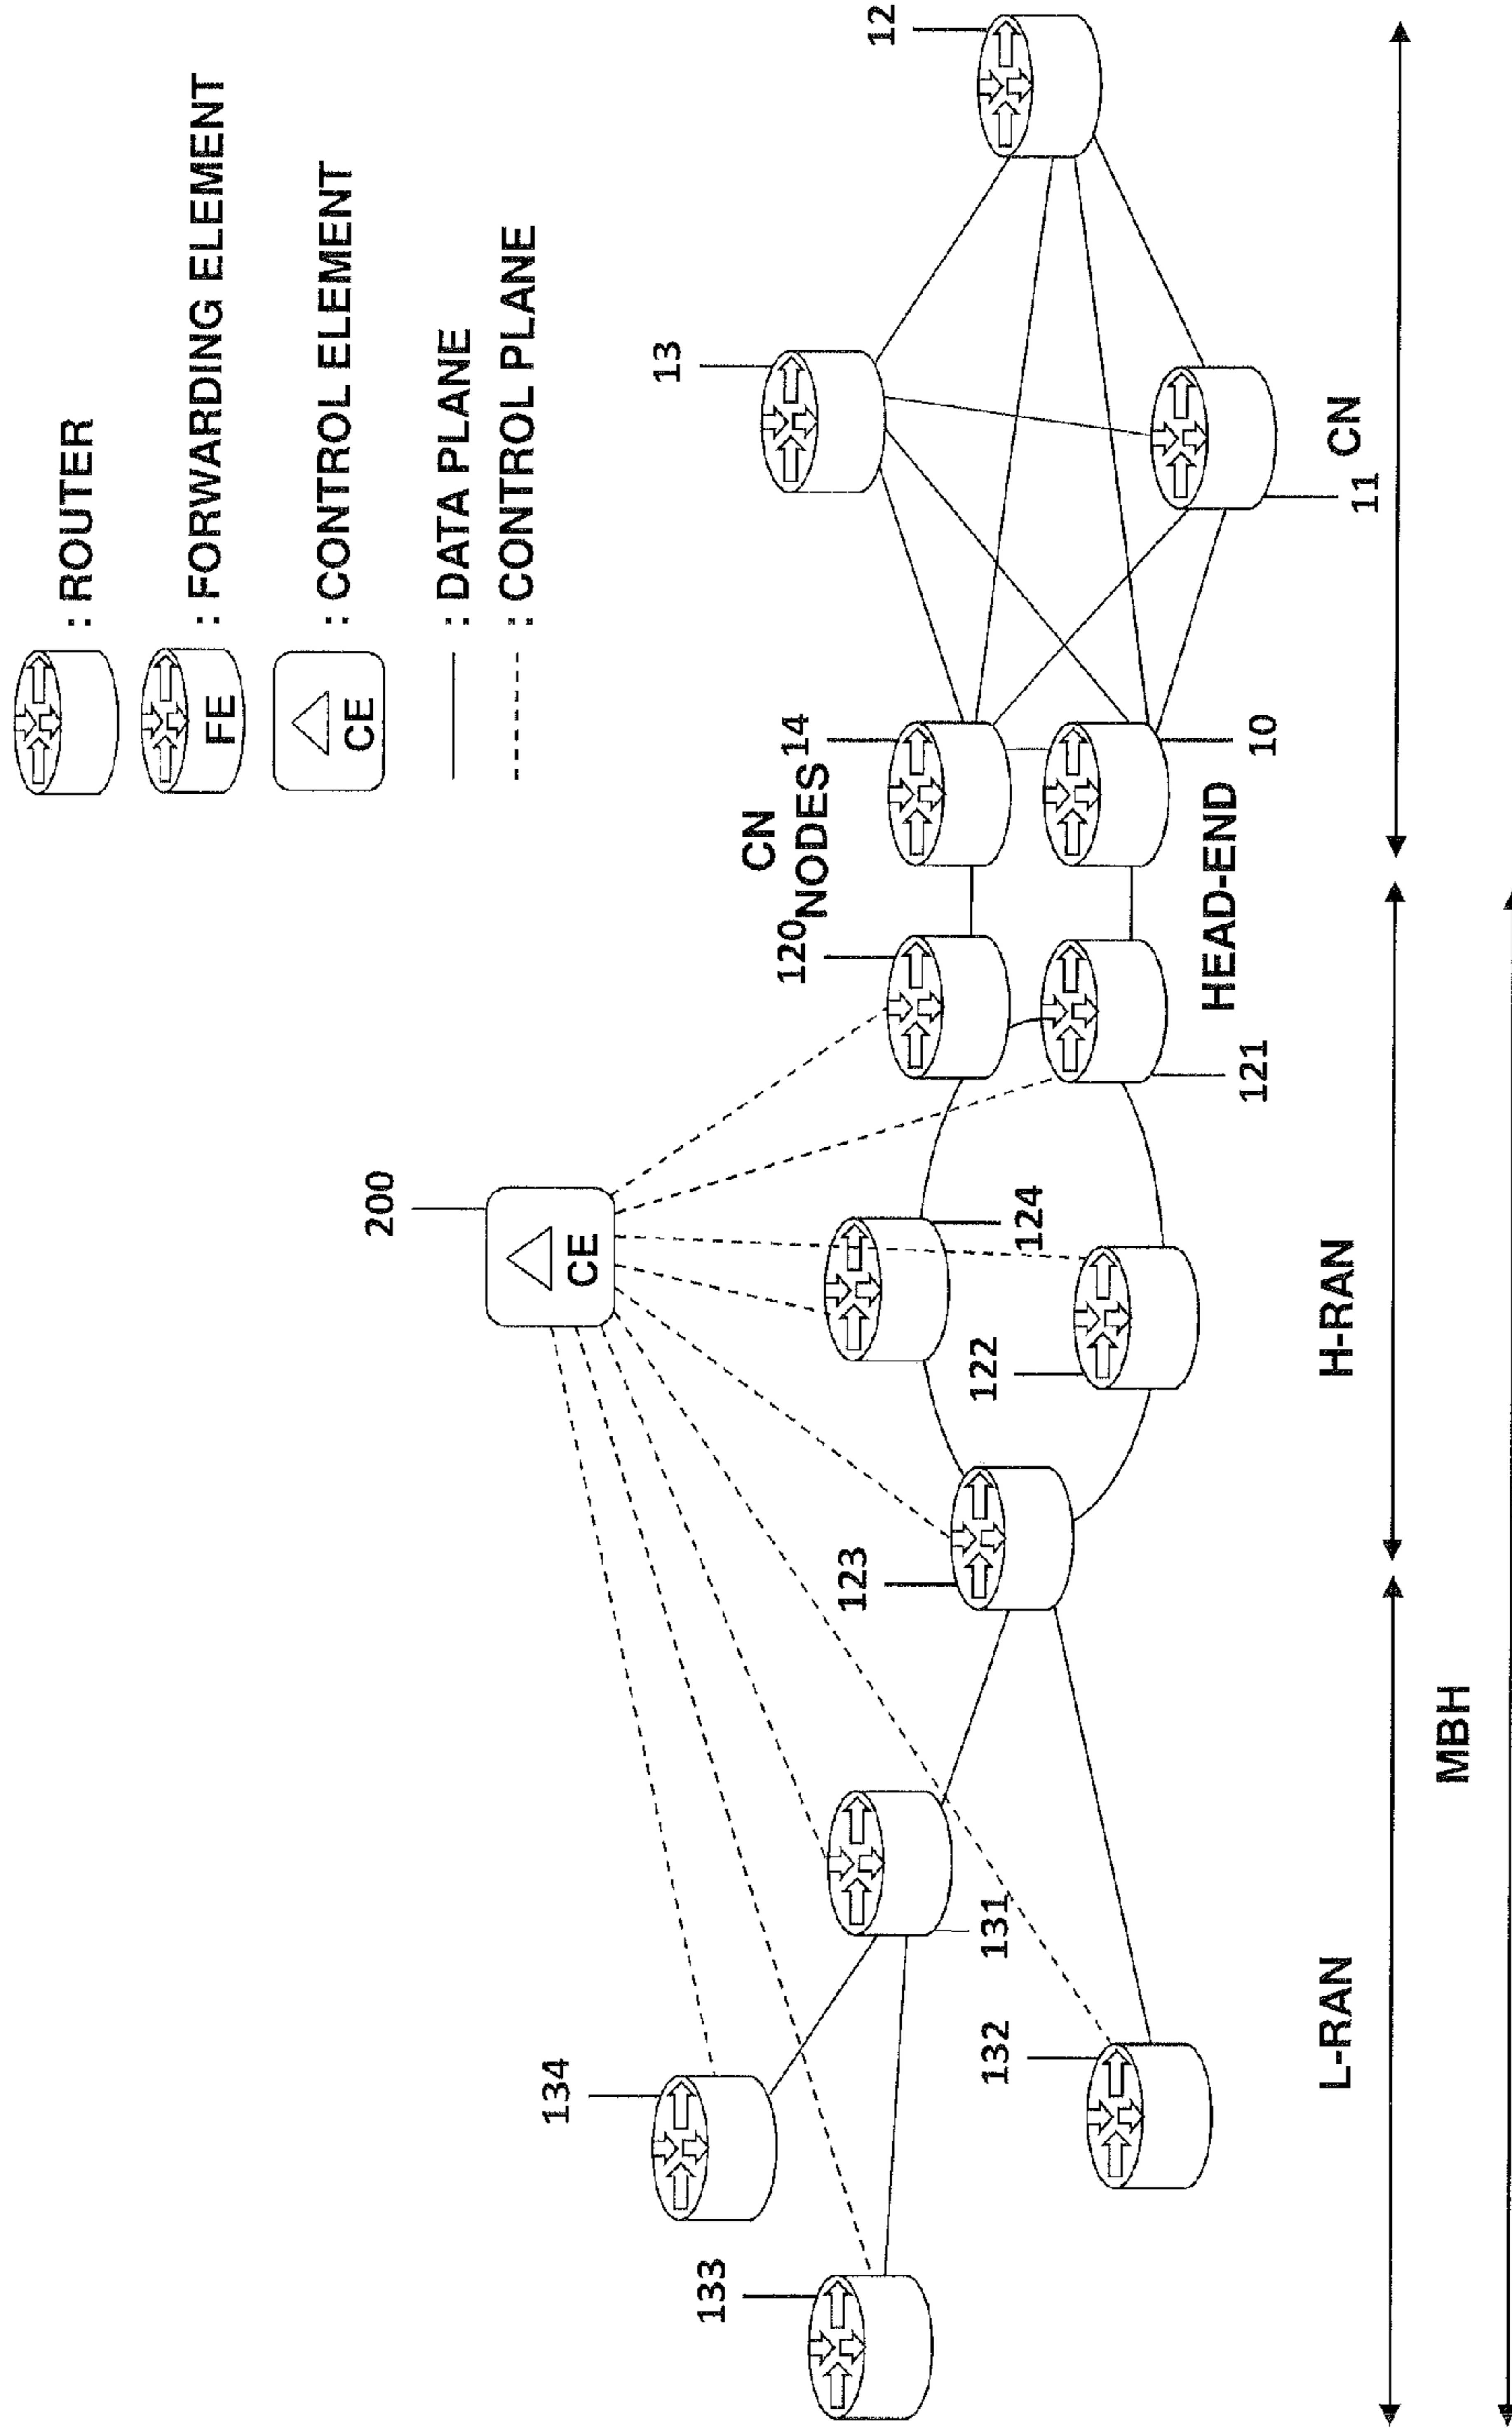 : ROUTER
FE : FORWARDING ELEMENT
CE : CONTROL ELEMENT
: DATA PLANE
: CONTROL PLANE
200
CE
134
133
13
12
CN
NODES
14
120
123
124
131
122
132
121
HEAD-END
10
11
CN
L-RAN
H-RAN
MBH